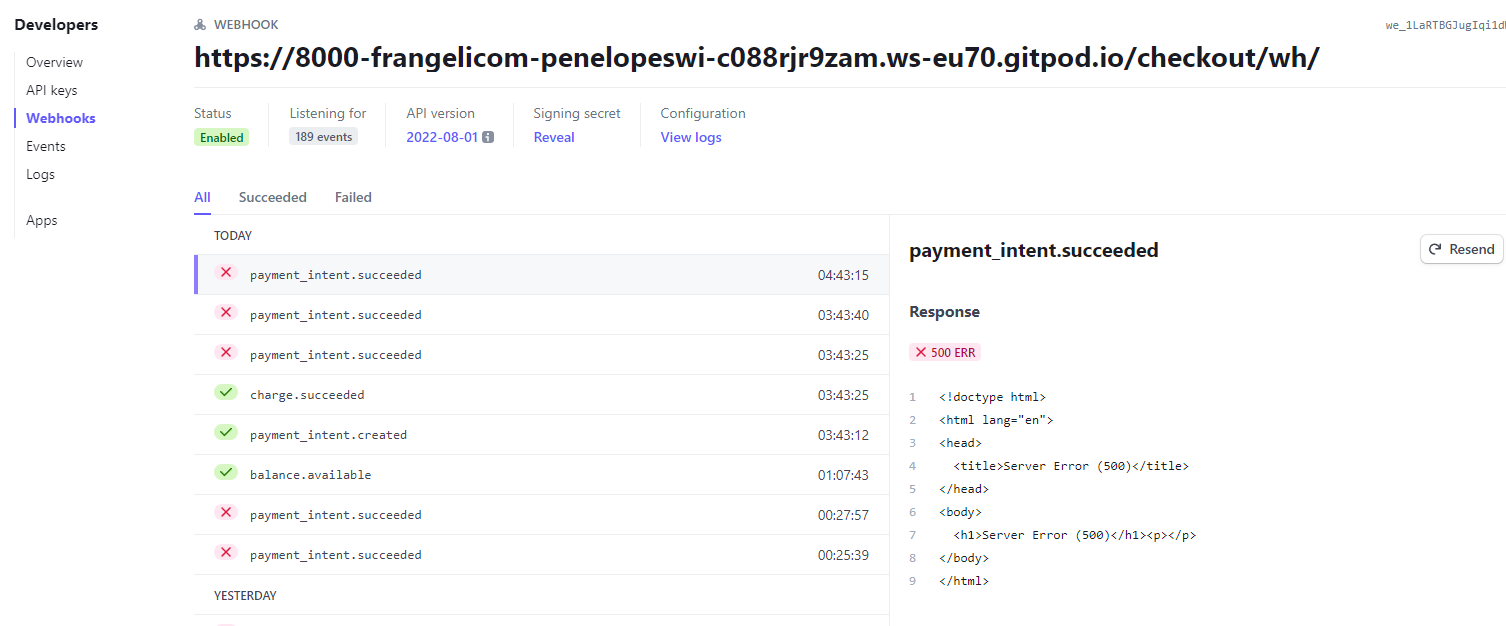 Developers
Overview
API keys
Webhooks
Events
Logs
Apps
WEBHOOK
we_1LaRTBGJugIqi1d
https://8000-frangelicom-penelopeswi-c088rjr9zam.ws-eu70.gitpod.io/checkout/wh/
Status
Enabled
Listening for
189 events
API version
2022-08-01
Signing secret
Reveal
Configuration
View logs
All Succeeded Failed
TODAY
payment_intent.succeeded 04:43:15
payment_intent.succeeded 03:43:40
payment_intent.succeeded 03:43:25
charge.succeeded 03:43:25
payment_intent.created 03:43:12
balance.available 01:07:43
payment_intent.succeeded 00:27:57
payment_intent.succeeded 00:25:39
YESTERDAY
payment_intent.succeeded
Resend
Response
500 ERR
1 <!doctype html>
2 <html lang="en">
3 <head>
4 <title>Server Error (500)</title>
5 </head>
6 <body>
7 <h1>Server Error (500)</h1><p></p>
8 </body>
9 </html>